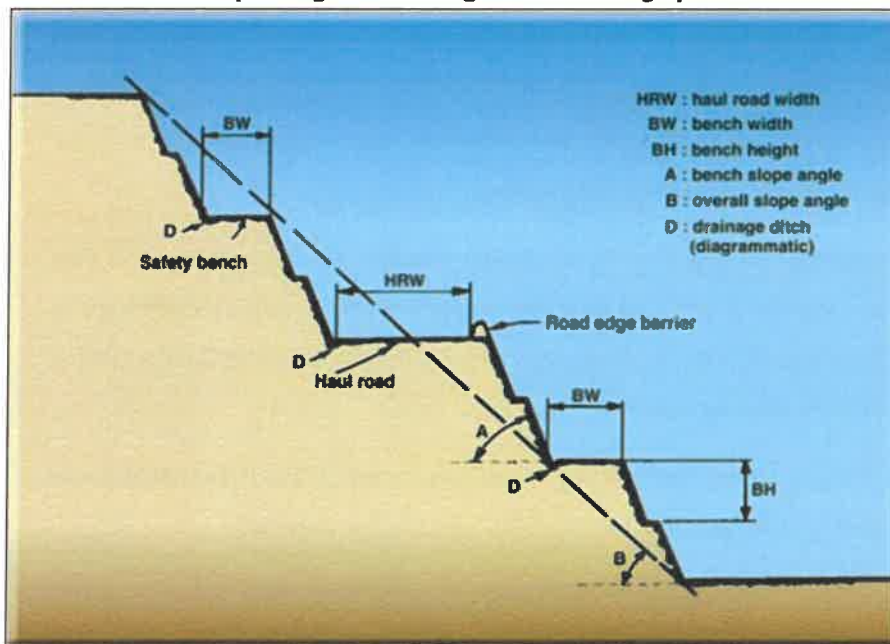 HRW : haul road width
BW : bench width
BH : bench height
A : bench slope angle
B : overall slope angle
D : drainage ditch
(diagrammatic)
BW
D
Safety bench
HRW
Road edge barrier
D
Haul road
BW
A
D
BH
B